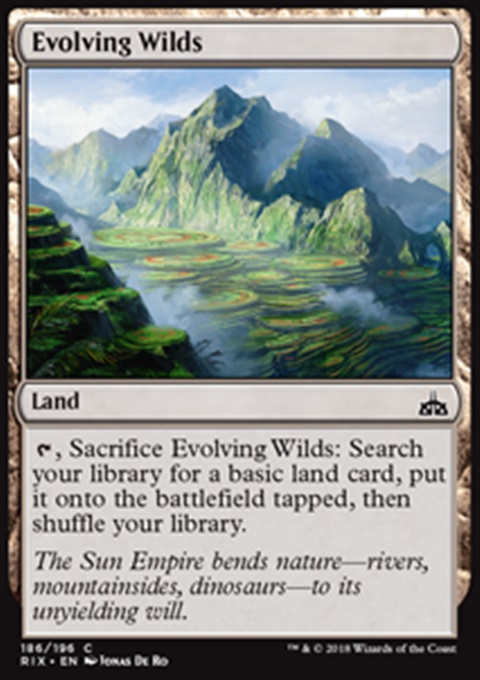 Evolving Wilds
Land
, Sacrifice Evolving Wilds: Search
your library for a basic land card, put
it onto the battlefield tapped, then
shuffle your library.
The Sun Empire bends nature—rivers,
mountainsides, dinosaurs—to its
unyielding will.
186/196 C
RIX • EN Jonas De Ro
™ & © 2018 Wizards of the Coast